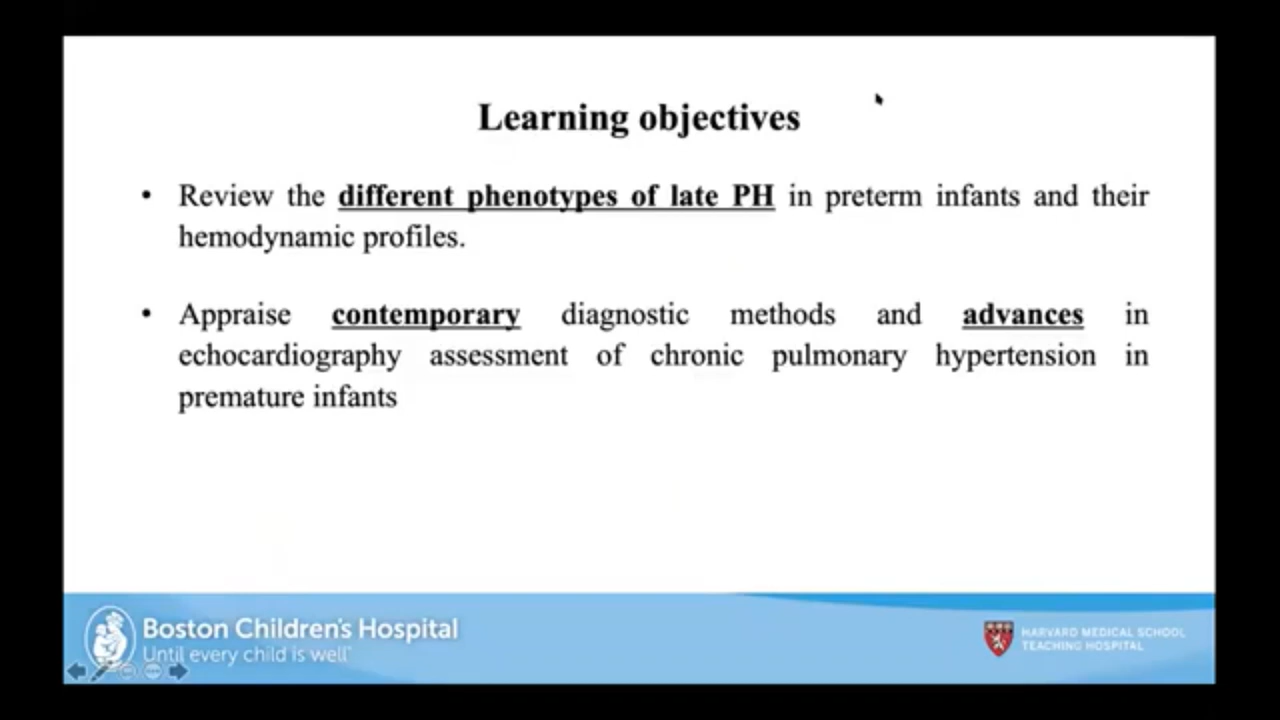 Learning objectives
• Review the different phenotypes of late PH in preterm infants and their
hemodynamic profiles.
• Appraise contemporary diagnostic methods and advances in
echocardiography assessment of chronic pulmonary hypertension in
premature infants
Boston Children's Hospital
Until every child is well™
HARVARD MEDICAL SCHOOL
TEACHING HOSPITAL